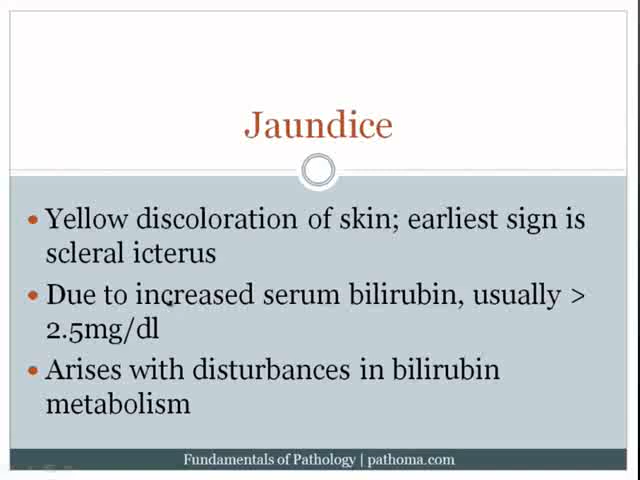 Jaundice
Yellow discoloration of skin; earliest sign is
scleral icterus
Due to increased serum bilirubin, usually >
2.5mg/dl
Arises with disturbances in bilirubin
metabolism
Fundamentals of Pathology | pathoma.com